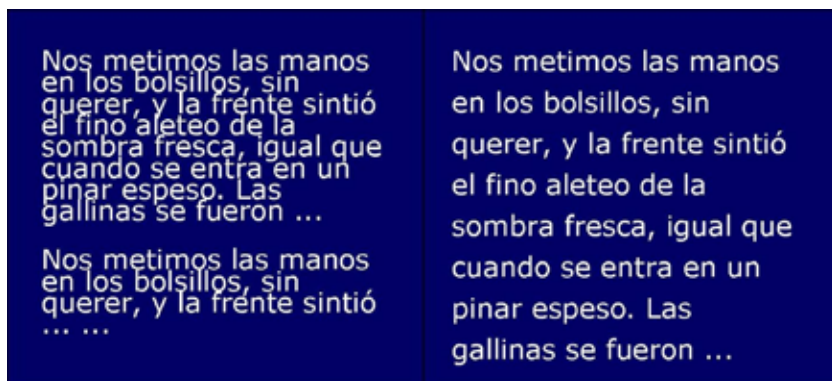 Nos metimos las manos
en los bolsillos, sin
querer, y la frente sintió
el fino aleteo de la
sombra fresca, igual que
cuando se entra en un
pinar espeso. Las
gallinas se fueron ...
Nos metimos las manos
en los bolsillos, sin
querer, y la frente sintió
... ...
Nos metimos las manos
en los bolsillos, sin
querer, y la frente sintió
el fino aleteo de la
sombra fresca, igual que
cuando se entra en un
pinar espeso. Las
gallinas se fueron ...